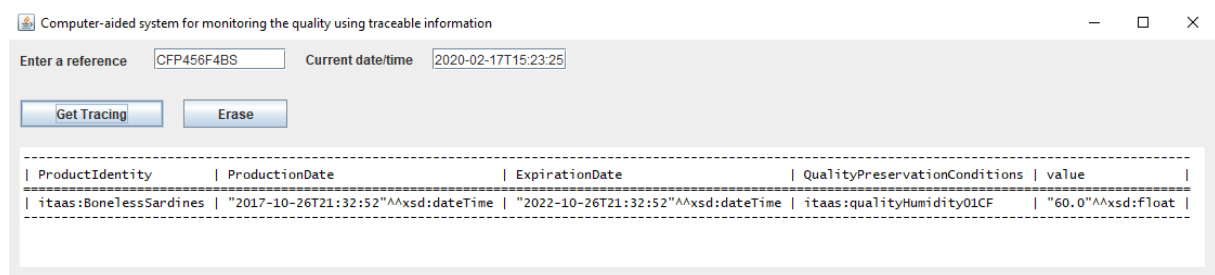 Computer-aided system for monitoring the quality using traceable information
Enter a reference CFP456F4BS Current date/time 2020-02-17T15:23:25
Get Tracing Erase
| ProductIdentity | ProductionDate | ExpirationDate | QualityPreservationConditions | value |
| itaas:BonelessSardines | "2017-10-26T21:32:52"^^xsd:dateTime | "2022-10-26T21:32:52"^^xsd:dateTime | itaas:qualityHumidity01CF | "60.0"^^xsd:float |